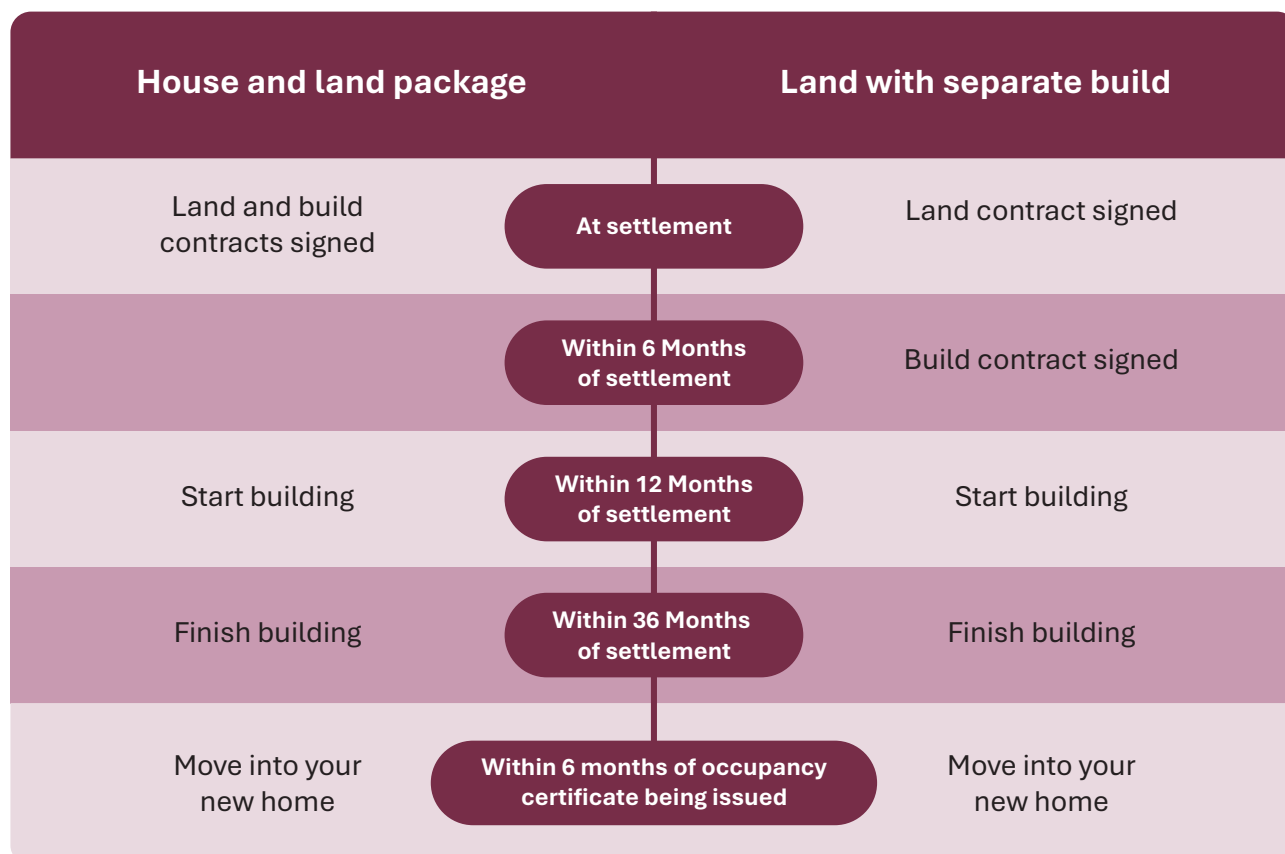 House and land package
Land with separate build
Land and build
contracts signed
At settlement
Land contract signed
Within 6 Months
of settlement
Build contract signed
Start building
Within 12 Months
of settlement
Start building
Finish building
Within 36 Months
of settlement
Finish building
Move into your
new home
Within 6 months of occupancy
certificate being issued
Move into your
new home